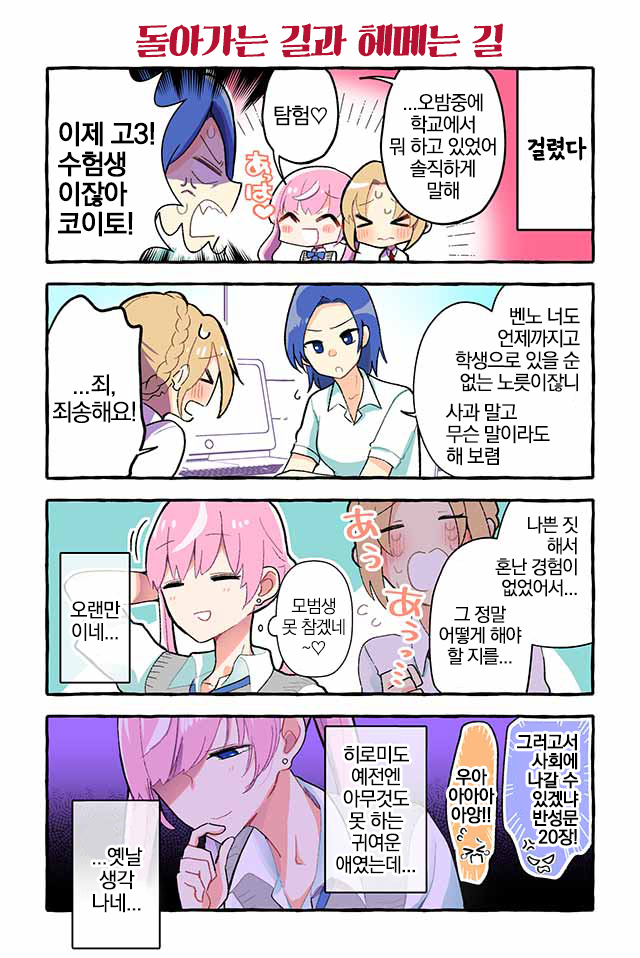 돌아가는 길과 헤메는 길
걸렸다
...오밤중에
학교에서
뭐 하고 있었어
솔직하게
말해
탐험♡
あっは♡
이제 고3!
수험생
이잖아
코이토!
벤노 너도
언제까지고
학생으로 있을 순
없는 노릇이잖니
사과 말고
무슨 말이라도
해 보렴
...죄,
죄송해요!
나쁜 짓
해서
혼난 경험이
없었어서...
그 정말
어떻게 해야
할 지를...
あぅ
あぅっ...
모범생
못 참겠네
~♡
오랜만
이네...
그러고서
사회에
나갈 수
있겠냐
반성문
20장!
우아
아아아
아앙!!
히로미도
예전엔
아무것도
못 하는
귀여운
애였는데...
...옛날
생각
나네...